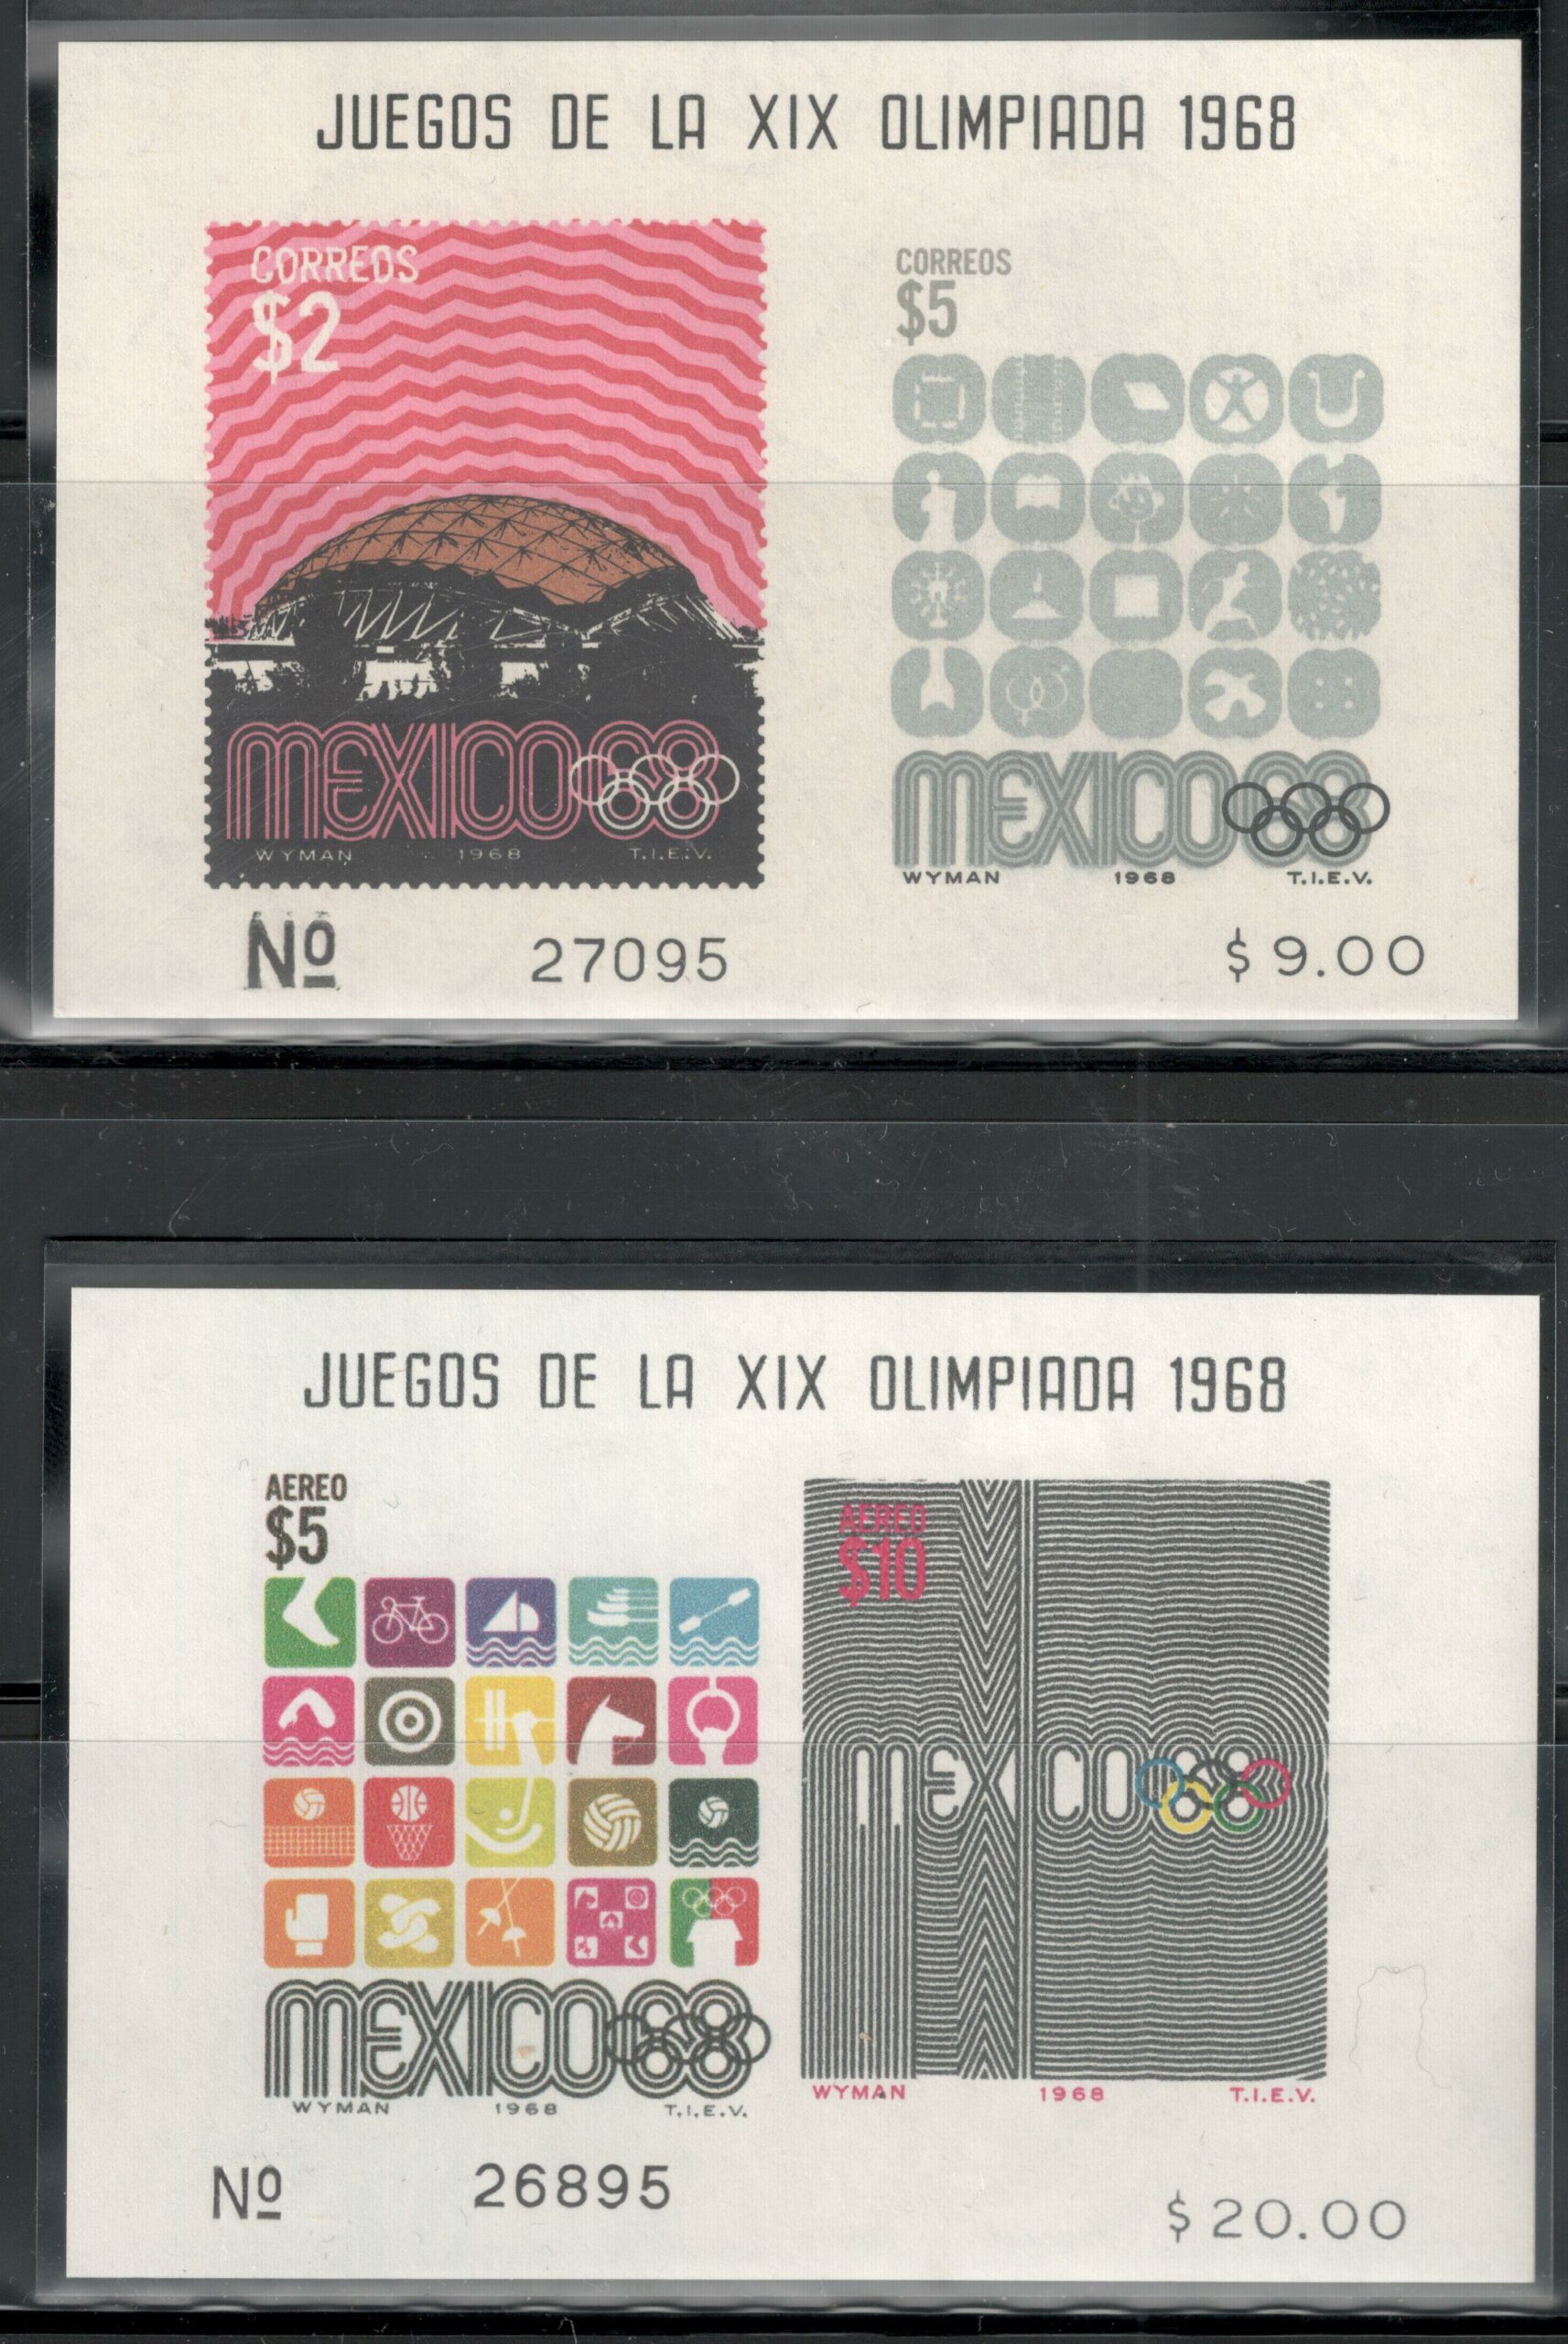 JUEGOS DE LA XIX OLIMPIADA 1968
CORREOS
$2
MEXICO68
WYMAN 1968 T.I.E.V.
CORREOS
$5
MEXICO68
WYMAN 1968 T.I.E.V.
Nº 27095 $9.00
JUEGOS DE LA XIX OLIMPIADA 1968
AEREO
$5
MEXICO68
WYMAN 1968 T.I.E.V.
AEREO
$10
MEXICO68
WYMAN 1968 T.I.E.V.
Nº 26895 $20.00